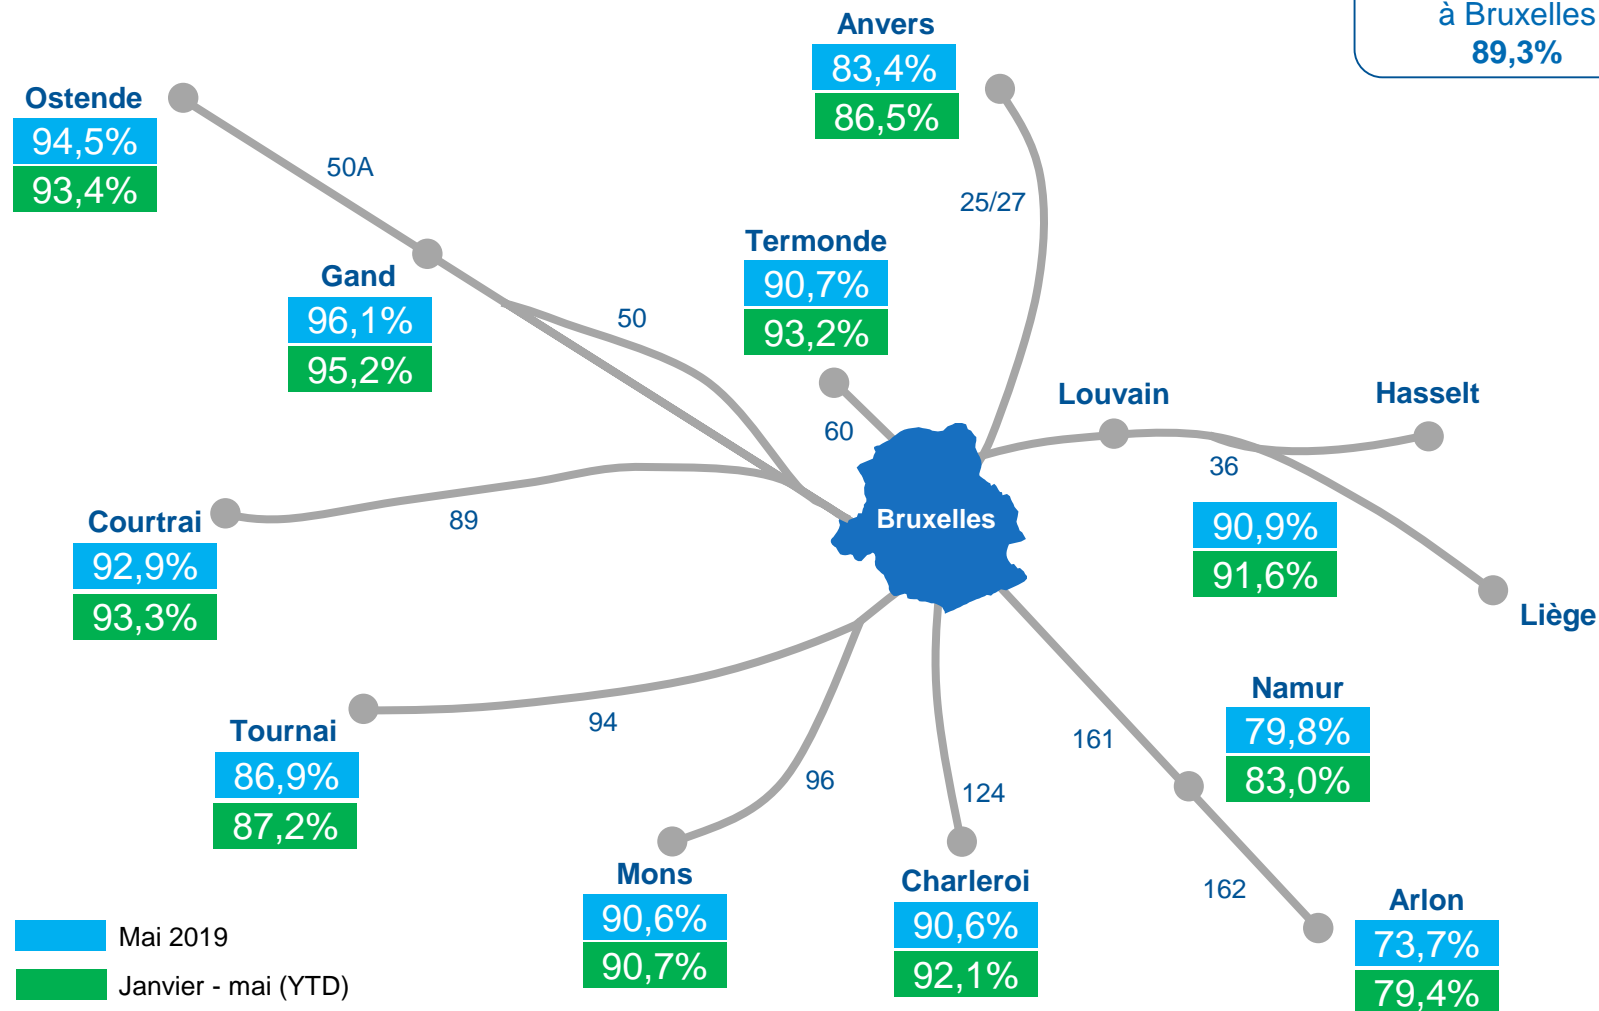 à Bruxelles
89,3%
Anvers
83,4%
86,5%
Ostende
94,5%
93,4%
50A
25/27
Termonde
90,7%
93,2%
Gand
96,1%
95,2%
50
60
Louvain
Hasselt
36
90,9%
91,6%
Liège
Bruxelles
Courtrai
92,9%
93,3%
89
Tournai
86,9%
87,2%
94
96
124
161
Namur
79,8%
83,0%
162
Mons
90,6%
90,7%
Charleroi
90,6%
92,1%
Arlon
73,7%
79,4%
Mai 2019
Janvier - mai (YTD)